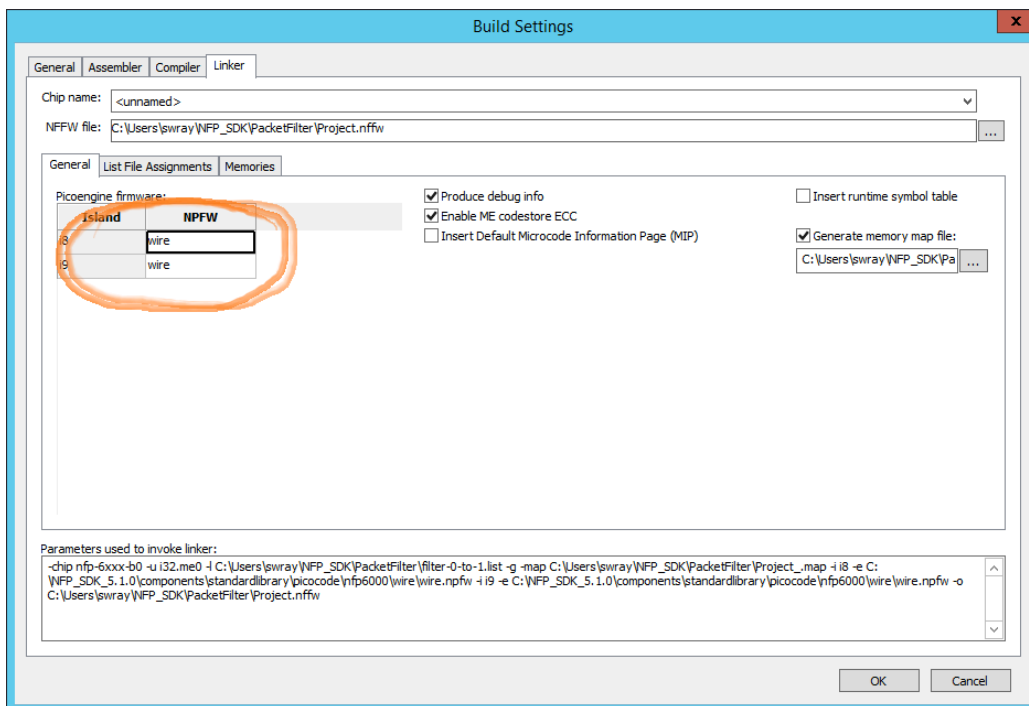 Build Settings
x
General Assembler Compiler Linker
Chip name: <unnamed>
NFFW file: C:\Users\swray\NFP_SDK\PacketFilter\Project.nffw ...
General List File Assignments Memories
Picoengine firmware:
Island NPFW
i8 wire
i9 wire
Produce debug info
Enable ME codestore ECC
Insert Default Microcode Information Page (MIP)
Insert runtime symbol table
Generate memory map file:
C:\Users\swray\NFP_SDK\Pa ...
Parameters used to invoke linker:
-chip nfp-6xxx-b0 -u i32.me0 -l C:\Users\swray\NFP_SDK\PacketFilter\filter-0-to-1.list -g -map C:\Users\swray\NFP_SDK\PacketFilter\Project_.map -i i8 -e C:
\NFP_SDK_5.1.0\components\standardlibrary\picocode\nfp6000\wire\wire.npfw -i i9 -e C:\NFP_SDK_5.1.0\components\standardlibrary\picocode\nfp6000\wire\wire.npfw -o
C:\Users\swray\NFP_SDK\PacketFilter\Project.nffw
OK Cancel